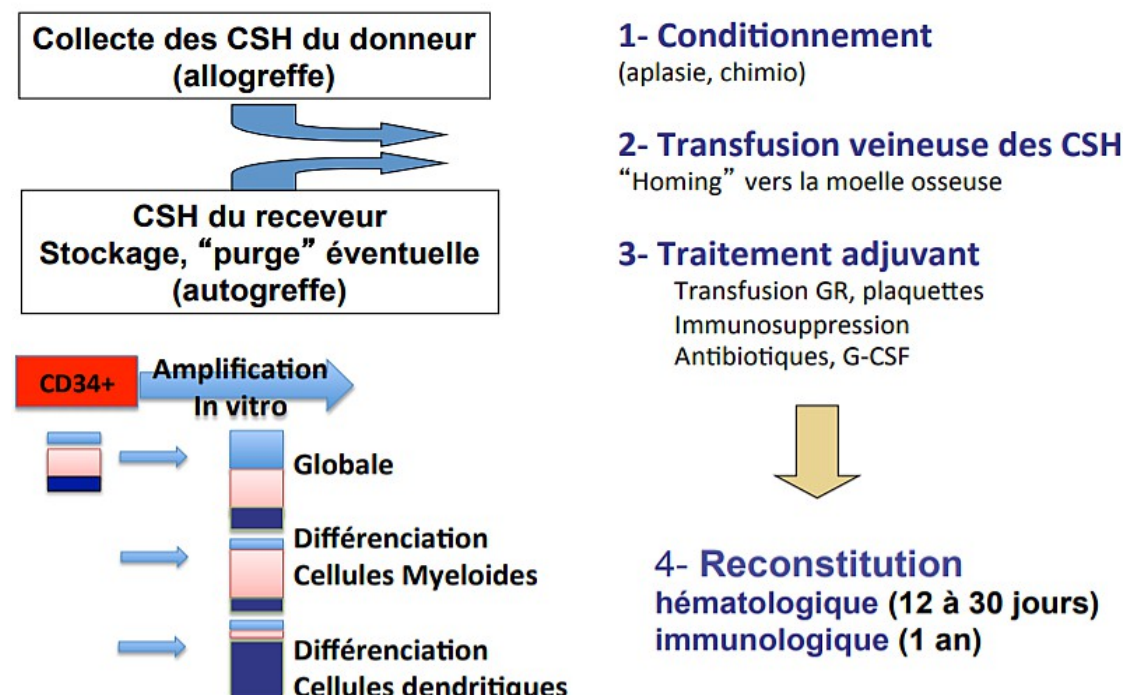 Collecte des CSH du donneur
(allogreffe)
CSH du receveur
Stockage, “purge” éventuelle
(autogreffe)
CD34+
Amplification
In vitro
Globale
Différenciation
Cellules Myeloides
Différenciation
Cellules dendritiques
1- Conditionnement
(aplasie, chimio)
2- Transfusion veineuse des CSH
“Homing” vers la moelle osseuse
3- Traitement adjuvant
Transfusion GR, plaquettes
Immunosuppression
Antibiotiques, G-CSF
4- Reconstitution
hématologique (12 à 30 jours)
immunologique (1 an)